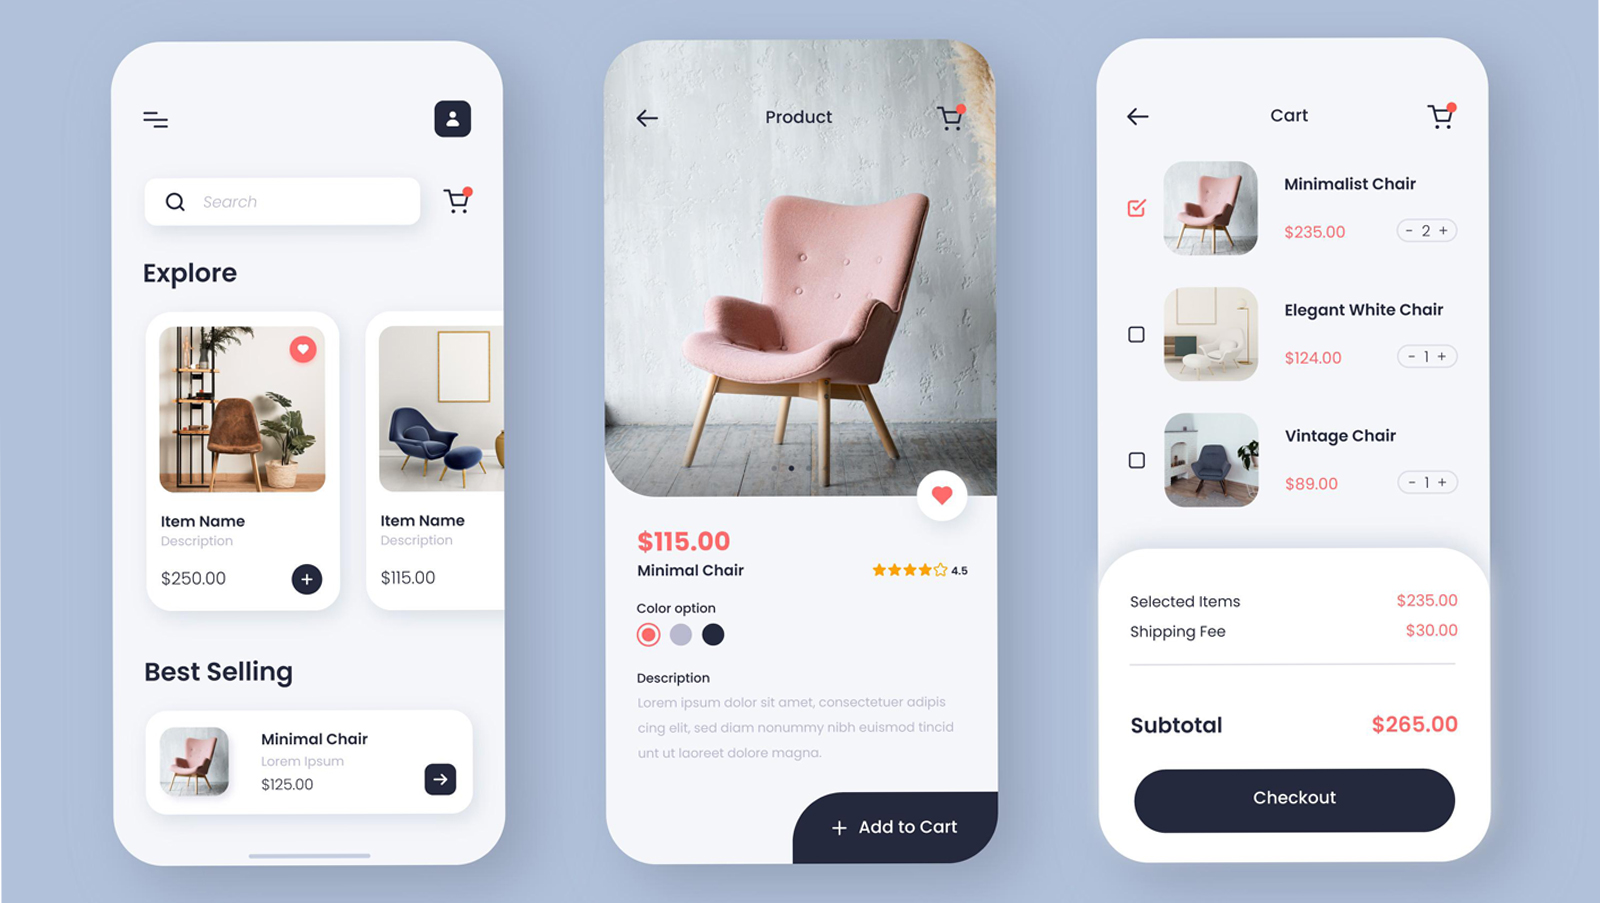 Search
Explore
Item Name
Description
$250.00
Item Name
Description
$115.00
Best Selling
Minimal Chair
Lorem Ipsum
$125.00
Product
$115.00
Minimal Chair
4.5
Color option
Description
Lorem ipsum dolor sit amet, consectetuer adipis
cing elit, sed diam nonummy nibh euismod tincid
unt ut laoreet dolore magna.
+ Add to Cart
Cart
Minimalist Chair
$235.00
- 2 +
Elegant White Chair
$124.00
- 1 +
Vintage Chair
$89.00
- 1 +
Selected Items $235.00
Shipping Fee $30.00
Subtotal $265.00
Checkout